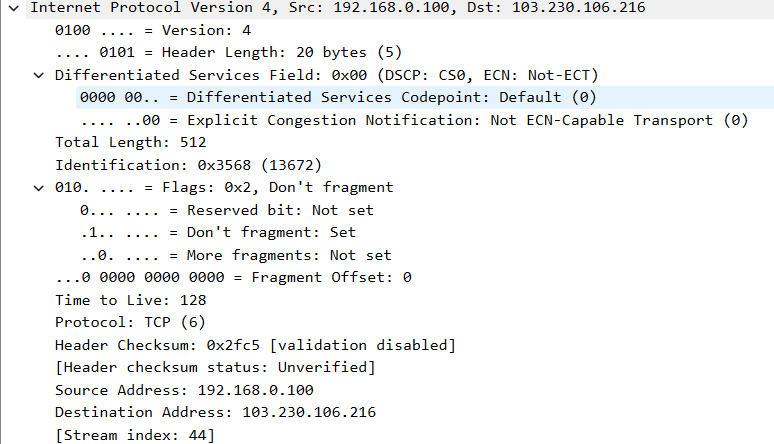 Internet Protocol Version 4, Src: 192.168.0.100, Dst: 103.230.106.216
0100 .... = Version: 4
.... 0101 = Header Length: 20 bytes (5)
Differentiated Services Field: 0x00 (DSCP: CS0, ECN: Not-ECT)
0000 00.. = Differentiated Services Codepoint: Default (0)
.... ..00 = Explicit Congestion Notification: Not ECN-Capable Transport (0)
Total Length: 512
Identification: 0x3568 (13672)
010. .... = Flags: 0x2, Don't fragment
0... .... = Reserved bit: Not set
.1.. .... = Don't fragment: Set
..0. .... = More fragments: Not set
...0 0000 0000 0000 = Fragment Offset: 0
Time to Live: 128
Protocol: TCP (6)
Header Checksum: 0x2fc5 [validation disabled]
[Header checksum status: Unverified]
Source Address: 192.168.0.100
Destination Address: 103.230.106.216
[Stream index: 44]